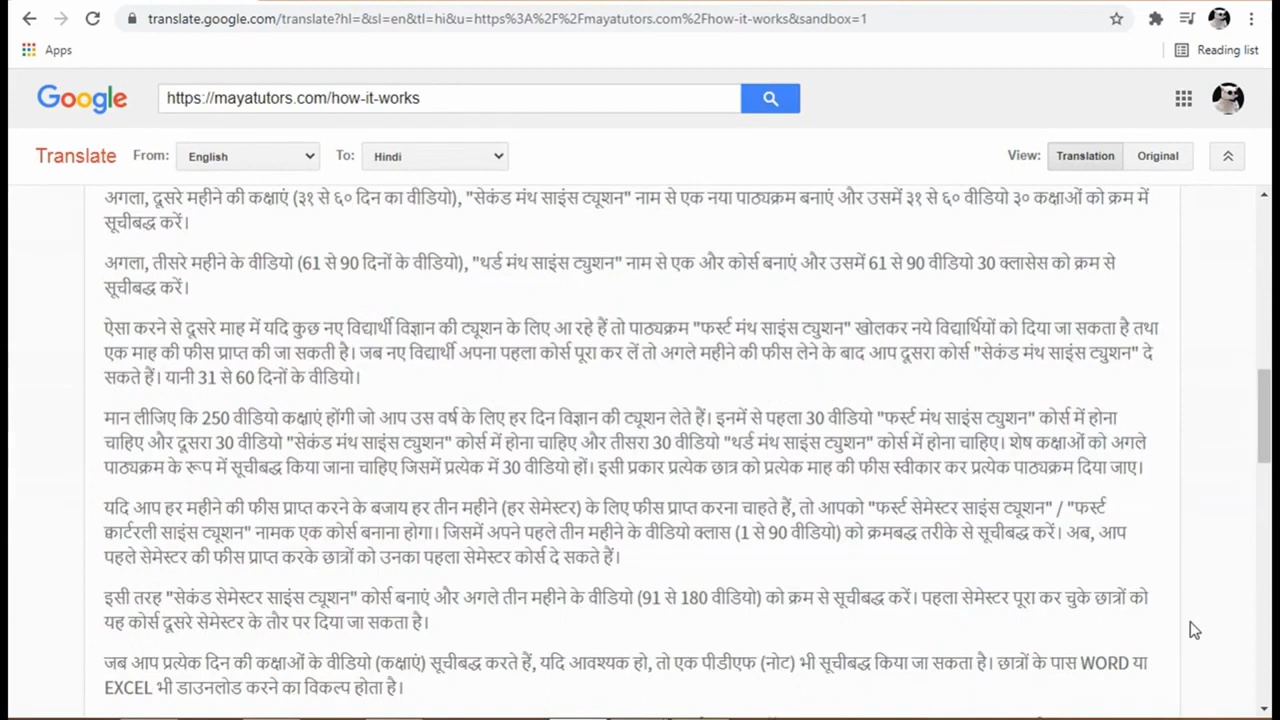 translate.google.com/translate?hl=&sl=en&tl=hi&u=https%3A%2F%2Fmayatutors.com%2Fhow-it-works&sandbox=1
Apps
Reading list
Google
https://mayatutors.com/how-it-works
Translate From: English To: Hindi View: Translation Original
अगला, दूसरे महीने की कक्षाएं (३१ से ६० दिन का वीडियो), "सेकंड मंथ साइंस ट्यूशन" नाम से एक नया पाठ्यक्रम बनाएं और उसमें ३१ से ६० वीडियो ३० कक्षाओं को क्रम में
सूचीबद्ध करें।
अगला, तीसरे महीने के वीडियो (61 से 90 दिनों के वीडियो), "थर्ड मंथ साइंस ट्युशन" नाम से एक और कोर्स बनाएं और उसमें 61 से 90 वीडियो 30 क्लासेस को क्रम से
सूचीबद्ध करें।
ऐसा करने से दूसरे माह में यदि कुछ नए विद्यार्थी विज्ञान की ट्यूशन के लिए आ रहे हैं तो पाठ्यक्रम "फर्स्ट मंथ साइंस ट्युशन" खोलकर नये विद्यार्थियों को दिया जा सकता है तथा
एक माह की फीस प्राप्त की जा सकती है। जब नए विद्यार्थी अपना पहला कोर्स पूरा कर लें तो अगले महीने की फीस लेने के बाद आप दूसरा कोर्स "सेकंड मंथ साइंस ट्युशन" दे
सकते हैं। यानी 31 से 60 दिनों के वीडियो।
मान लीजिए कि 250 वीडियो कक्षाएं होंगी जो आप उस वर्ष के लिए हर दिन विज्ञान की ट्यूशन लेते हैं। इनमें से पहला 30 वीडियो "फर्स्ट मंथ साइंस ट्युशन" कोर्स में होना
चाहिए और दूसरा 30 वीडियो "सेकंड मंथ साइंस ट्युशन" कोर्स में होना चाहिए और तीसरा 30 वीडियो "थर्ड मंथ साइंस ट्युशन" कोर्स में होना चाहिए। शेष कक्षाओं को अगले
पाठ्यक्रम के रूप में सूचीबद्ध किया जाना चाहिए जिसमें प्रत्येक में 30 वीडियो हों। इसी प्रकार प्रत्येक छात्र को प्रत्येक माह की फीस स्वीकार कर प्रत्येक पाठ्यक्रम दिया जाए।
यदि आप हर महीने की फीस प्राप्त करने के बजाय हर तीन महीने (हर सेमेस्टर) के लिए फीस प्राप्त करना चाहते हैं, तो आपको "फर्स्ट सेमेस्टर साइंस ट्यूशन" / "फर्स्ट
क्वार्टरली साइंस ट्यूशन" नामक एक कोर्स बनाना होगा। जिसमें अपने पहले तीन महीने के वीडियो क्लास (1 से 90 वीडियो) को क्रमबद्ध तरीके से सूचीबद्ध करें। अब, आप
पहले सेमेस्टर की फीस प्राप्त करके छात्रों को उनका पहला सेमेस्टर कोर्स दे सकते हैं।
इसी तरह "सेकंड सेमेस्टर साइंस ट्यूशन" कोर्स बनाएं और अगले तीन महीने के वीडियो (91 से 180 वीडियो) को क्रम से सूचीबद्ध करें। पहला सेमेस्टर पूरा कर चुके छात्रों को
यह कोर्स दूसरे सेमेस्टर के तौर पर दिया जा सकता है।
जब आप प्रत्येक दिन की कक्षाओं के वीडियो (कक्षाएं) सूचीबद्ध करते हैं, यदि आवश्यक हो, तो एक पीडीएफ (नोट) भी सूचीबद्ध किया जा सकता है। छात्रों के पास WORD या
EXCEL भी डाउनलोड करने का विकल्प होता है।